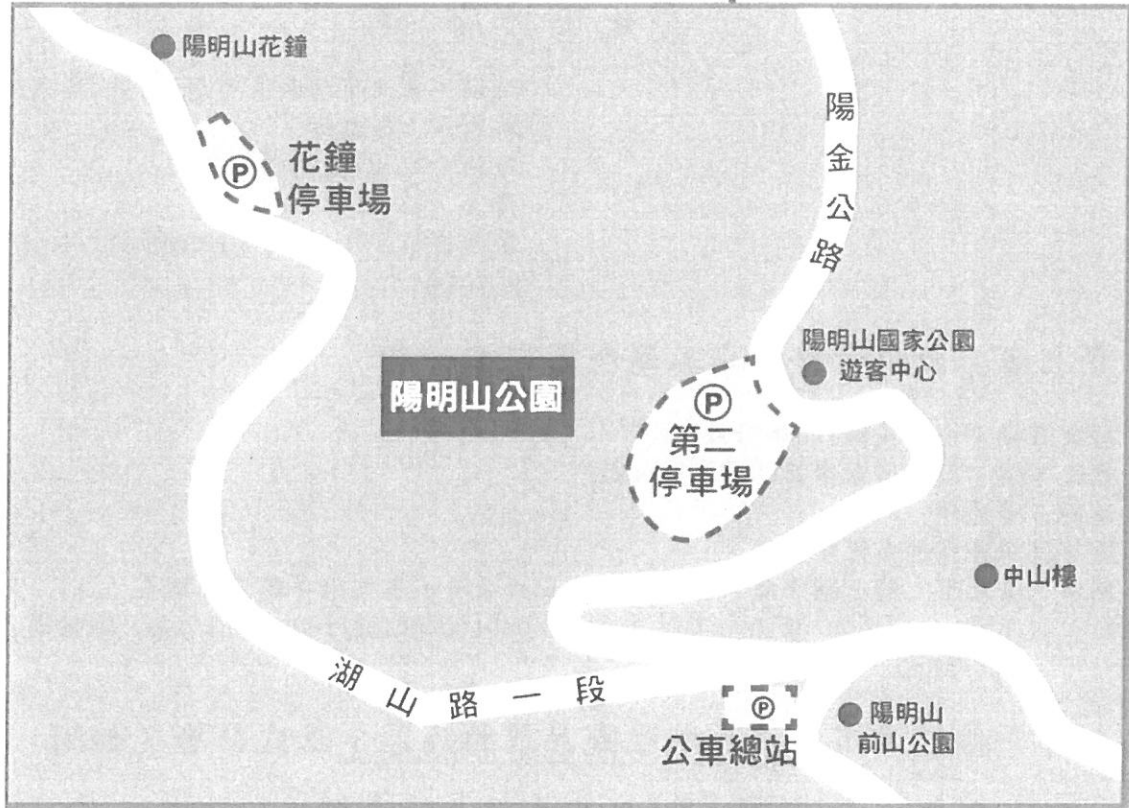 陽明山花鐘
花鐘
停車場
陽金公路
陽明山國家公園
遊客中心
陽明山公園
P
P
第二
停車場
中山樓
湖山路一段
P
公車總站
陽明山
前山公園